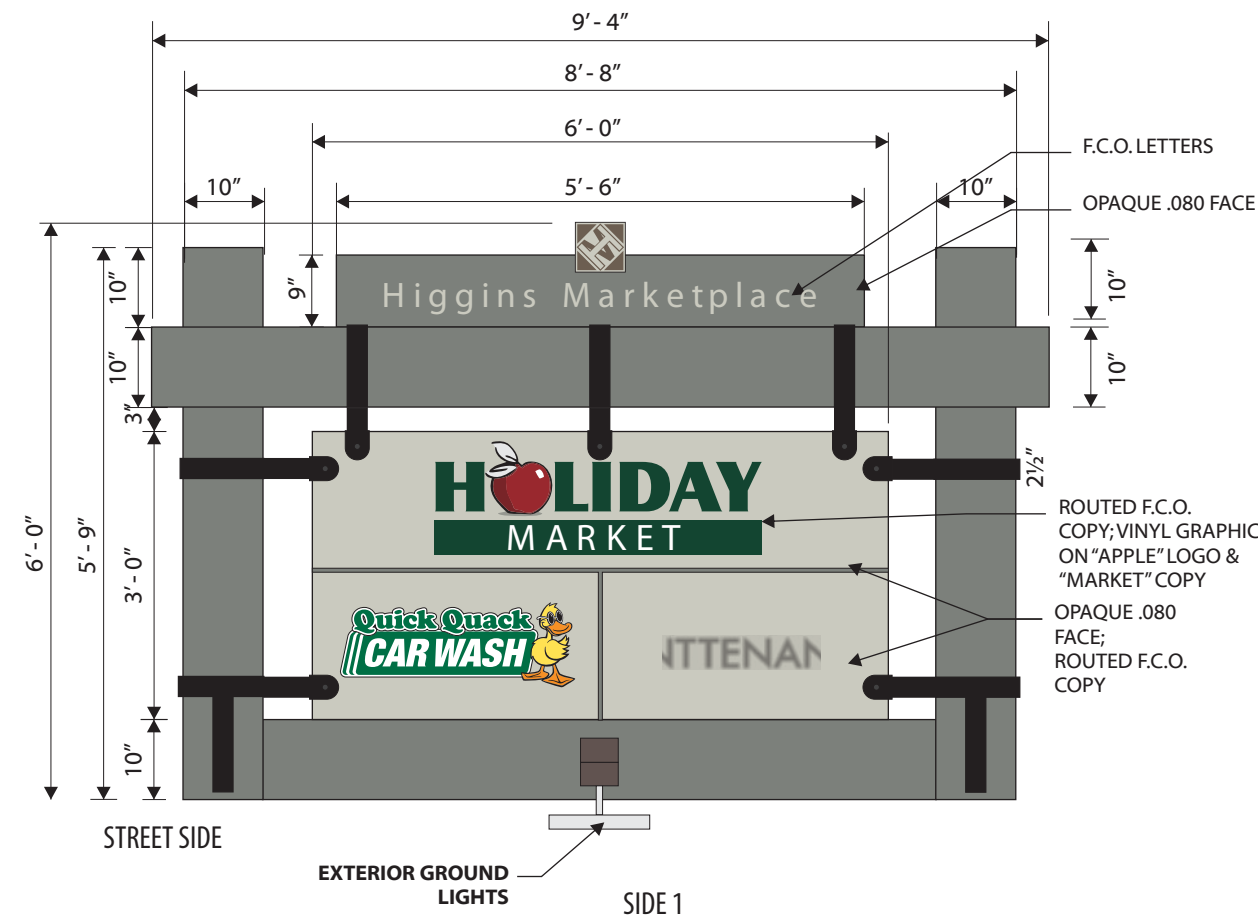 9’ - 4”
8’ - 8”
6’ - 0”
F.C.O. LETTERS
10”
5’ - 6”
10”
OPAQUE .080 FACE
10”
9”
Higgins Marketplace
10”
10”
10”
3”
HOLIDAY
MARKET
2½”
6’ - 0”
5’ - 9”
3’ - 0”
ROUTED F.C.O.
COPY; VINYL GRAPHIC
ON “APPLE” LOGO &
“MARKET” COPY
Quick Quack
CAR WASH
NTTENAN
OPAQUE .080
FACE;
ROUTED F.C.O.
COPY
10”
STREET SIDE
EXTERIOR GROUND
LIGHTS
SIDE 1